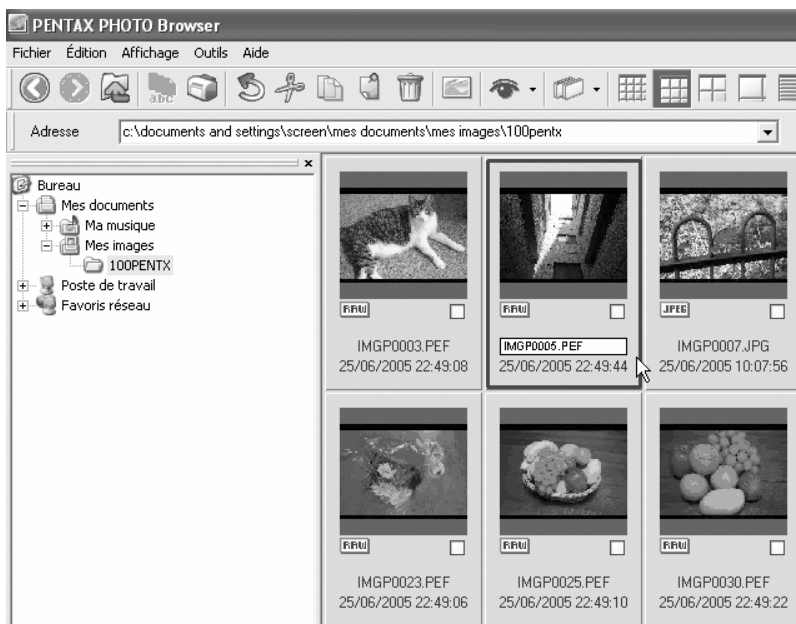 PENTAX PHOTO Browser
Fichier Édition Affichage Outils Aide
abc
Adresse c:\documents and settings\screen\mes documents\mes images\100pentx
x
Bureau
Mes documents
Ma musique
Mes images
100PENTX
Poste de travail
Favoris réseau
RAW RAW JPEG
IMGP0003.PEF IMGP0005.PEF IMGP0007.JPG
25/06/2005 22:49:08 25/06/2005 22:49:44 25/06/2005 10:07:56
RAW RAW RAW
IMGP0023.PEF IMGP0025.PEF IMGP0030.PEF
25/06/2005 22:49:06 25/06/2005 22:49:10 25/06/2005 22:49:22